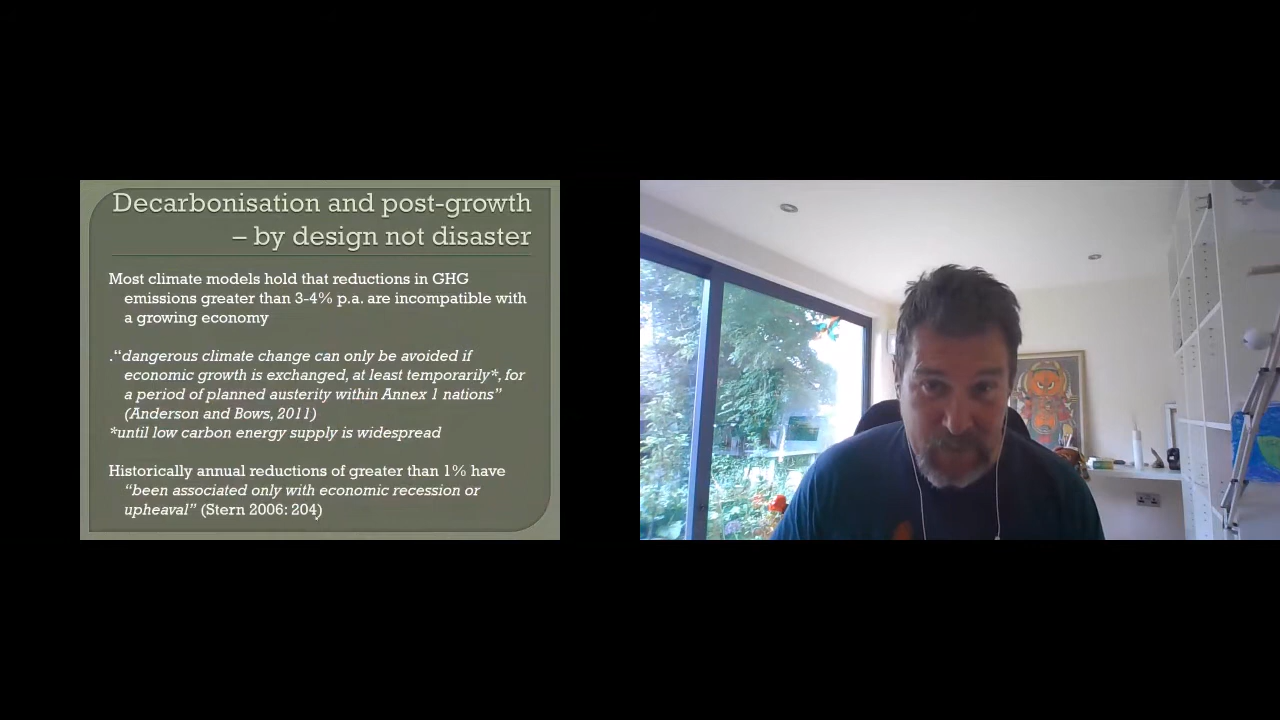 Decarbonisation and post-growth
– by design not disaster
Most climate models hold that reductions in GHG
emissions greater than 3-4% p.a. are incompatible with
a growing economy
.“dangerous climate change can only be avoided if
economic growth is exchanged, at least temporarily*, for
a period of planned austerity within Annex 1 nations”
(Anderson and Bows, 2011)
*until low carbon energy supply is widespread
Historically annual reductions of greater than 1% have
“been associated only with economic recession or
upheaval” (Stern 2006: 204)